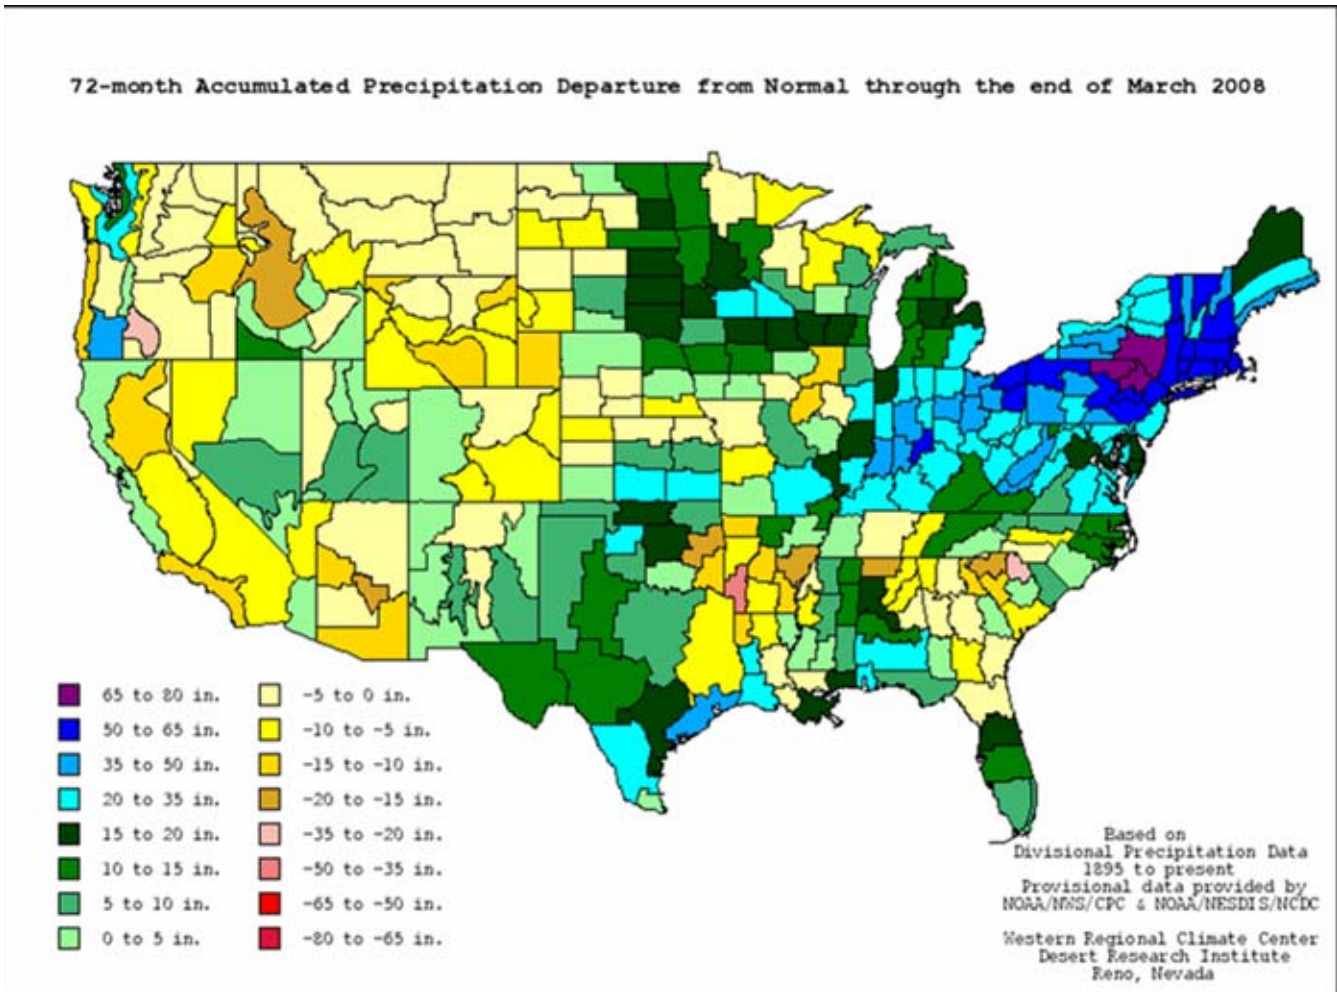 72-month Accumulated Precipitation Departure from Normal through the end of March 2008
65 to 80 in.
50 to 65 in.
35 to 50 in.
20 to 35 in.
15 to 20 in.
10 to 15 in.
5 to 10 in.
0 to 5 in.
-5 to 0 in.
-10 to -5 in.
-15 to -10 in.
-20 to -15 in.
-35 to -20 in.
-50 to -35 in.
-65 to -50 in.
-80 to -65 in.
Based on
Divisional Precipitation Data
1895 to present
Provisional data provided by
NOAA/NWS/CPC & NOAA/NESDIS/NCDC
Western Regional Climate Center
Desert Research Institute
Reno, Nevada